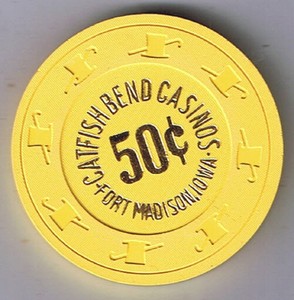 CATFISH BEND CASINOS
50¢
FORT MADISON, IOWA